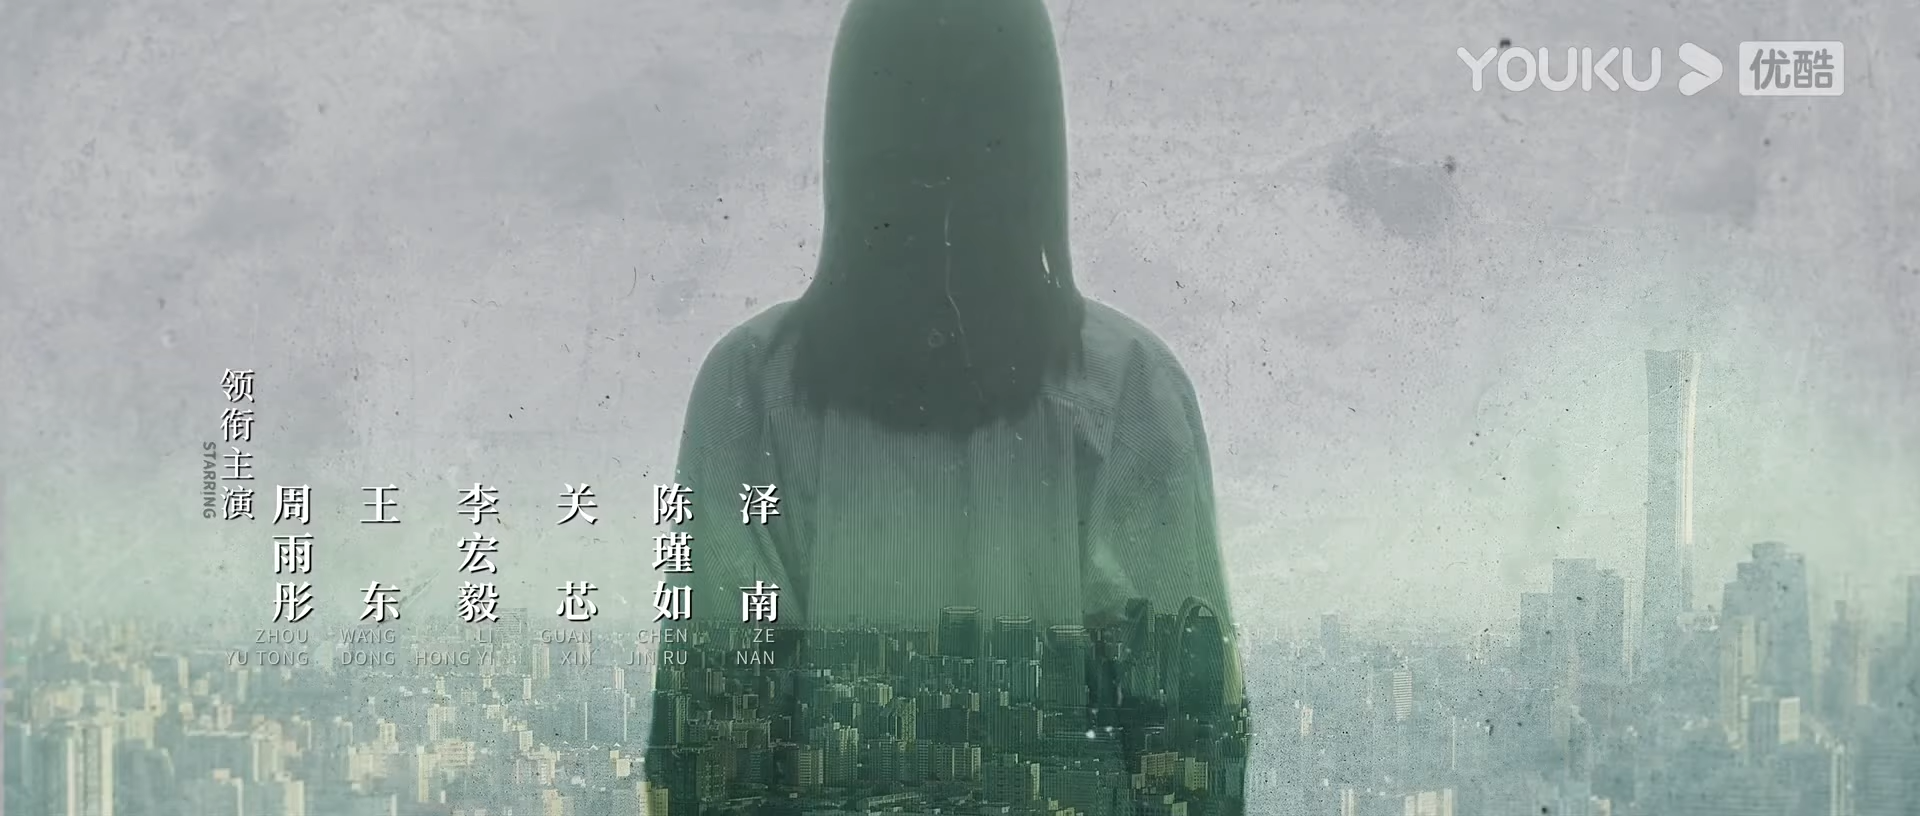 YOUKU 优酷
领衔主演
STARRING
周雨彤
ZHOU
YU TONG
王东
WANG
DONG
李宏毅
LI
HONG YI
关芯
GUAN
XIN
陈瑾如
CHEN
JIN RU
泽南
ZE
NAN